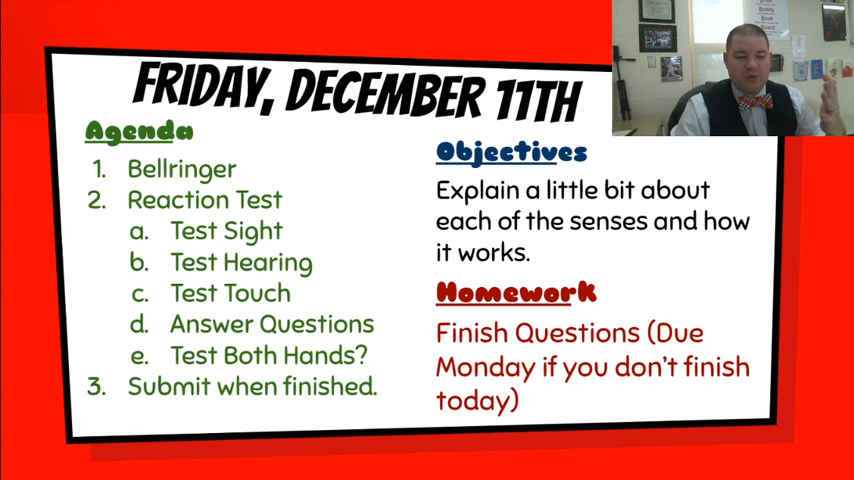 FRIDAY, DECEMBER 11TH
Agenda
1. Bellringer
2. Reaction Test
a. Test Sight
b. Test Hearing
c. Test Touch
d. Answer Questions
e. Test Both Hands?
3. Submit when finished.
Objectives
Explain a little bit about
each of the senses and how
it works.
Homework
Finish Questions (Due
Monday if you don't finish
today)